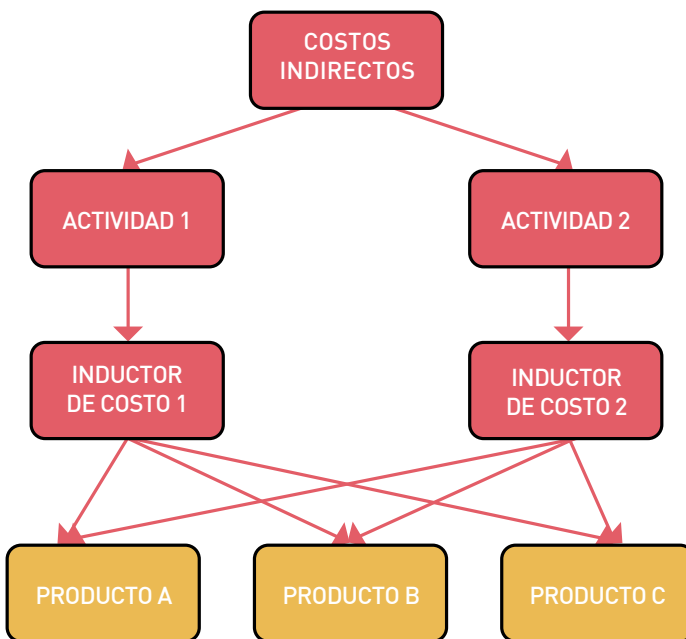 COSTOS
INDIRECTOS
ACTIVIDAD 1
ACTIVIDAD 2
INDUCTOR
DE COSTO 1
INDUCTOR
DE COSTO 2
PRODUCTO A
PRODUCTO B
PRODUCTO C